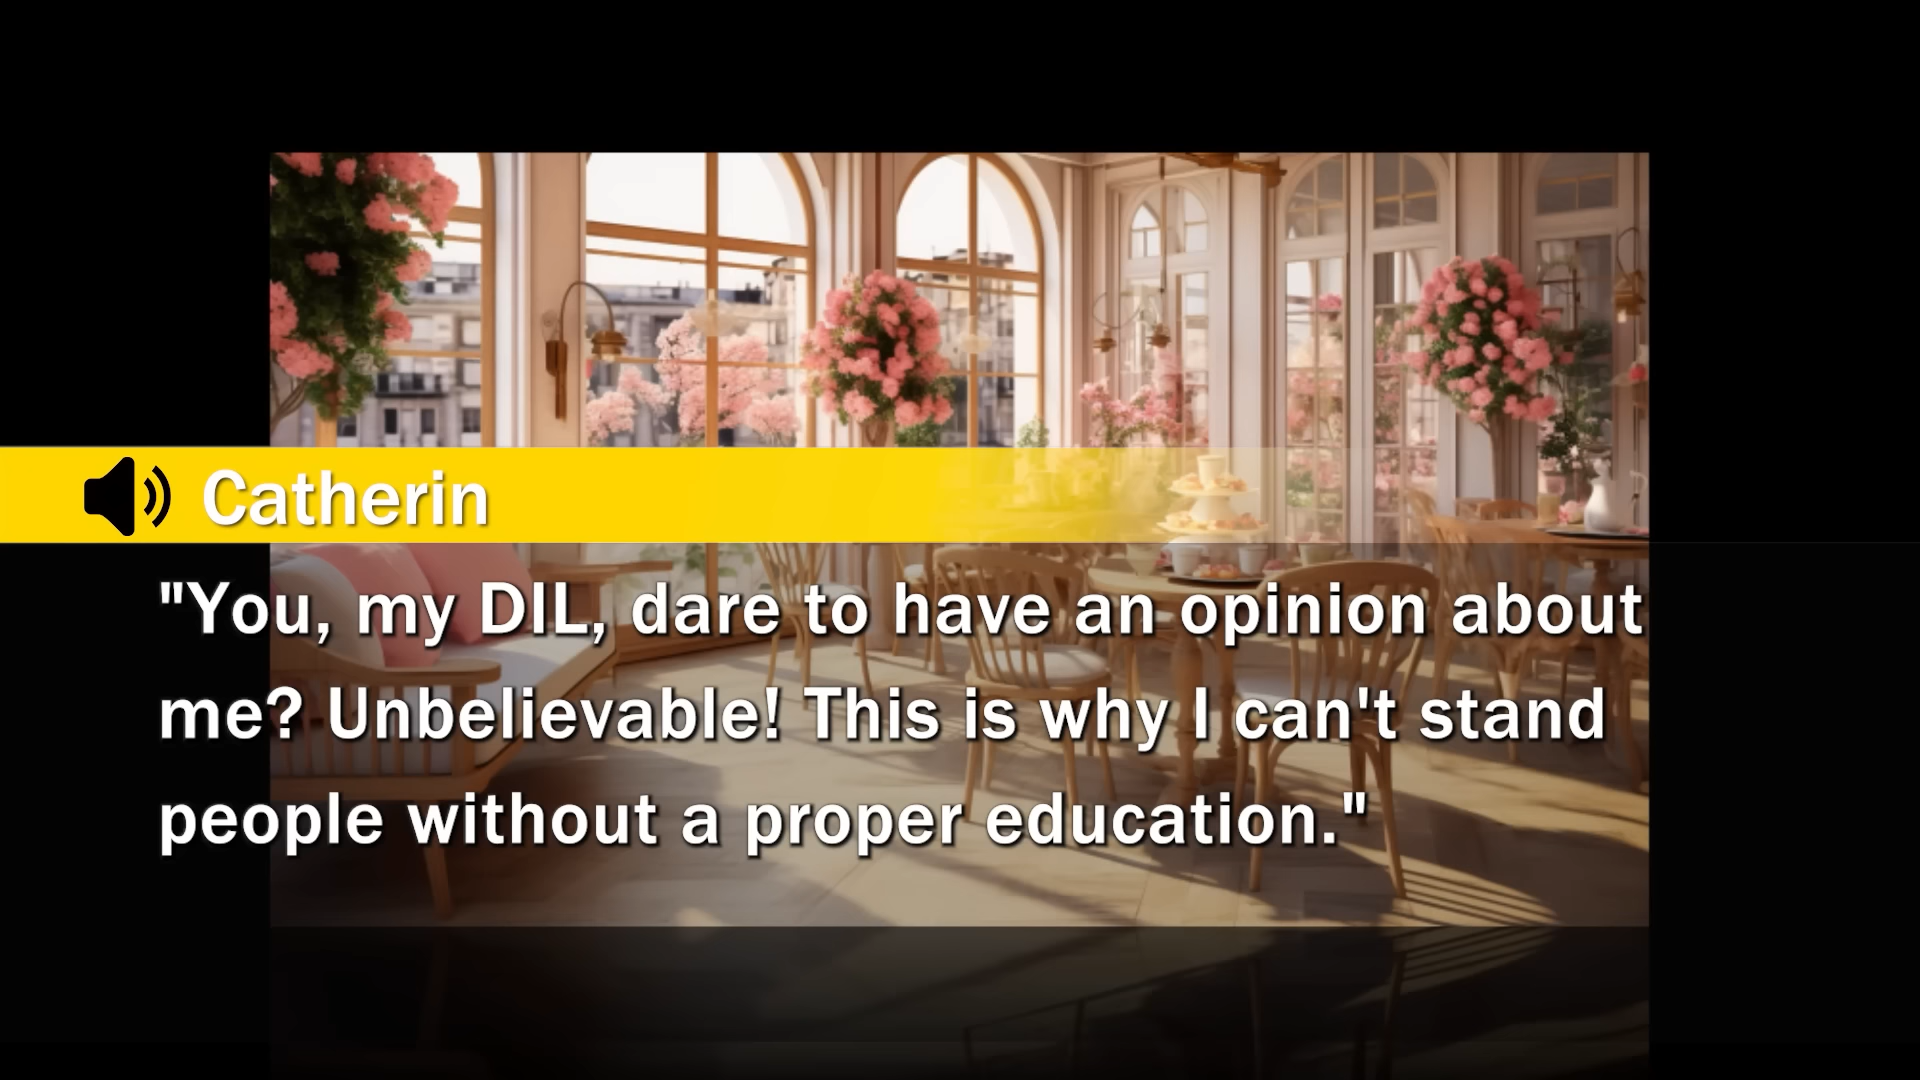 Catherin
"You, my DIL, dare to have an opinion about
me? Unbelievable! This is why I can't stand
people without a proper education."